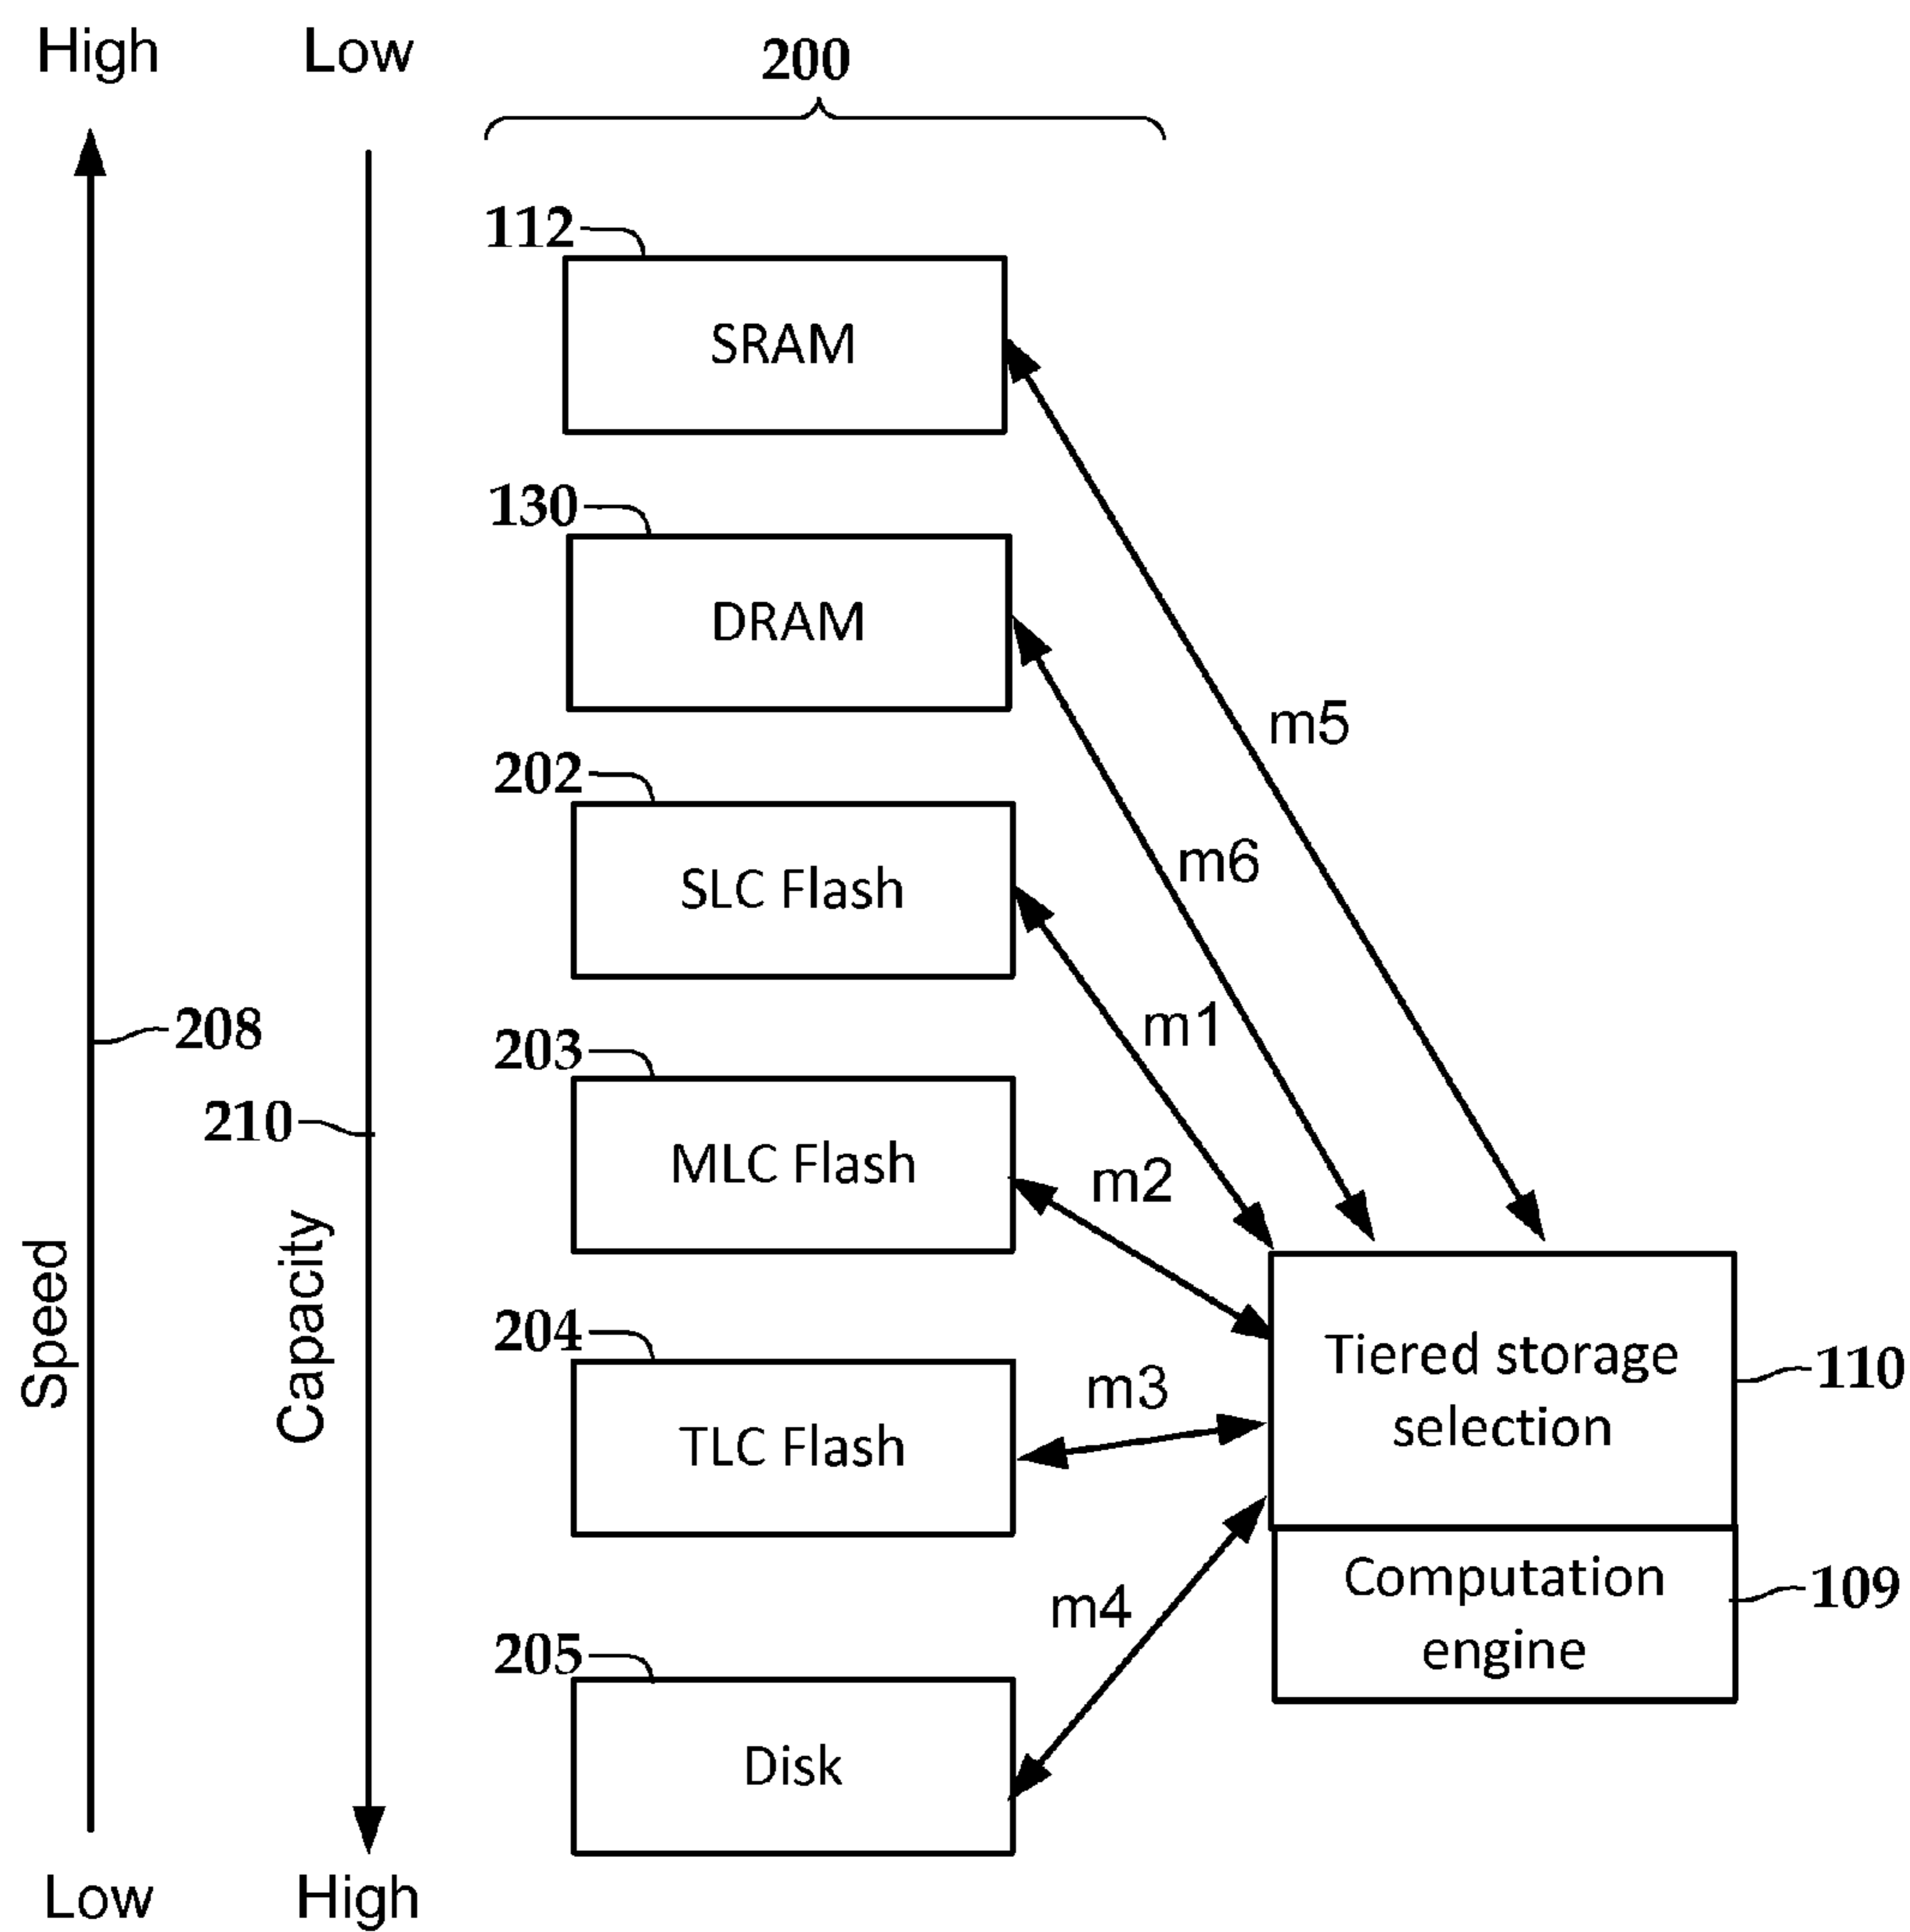 High
Low
200
112
SRAM
130
DRAM
m5
202
m6
SLC Flash
208
m1
203
210
MLC Flash
m2
Speed
Capacity
204
Tiered storage
selection
110
m3
TLC Flash
Computation
engine
109
m4
205
Disk
Low
High